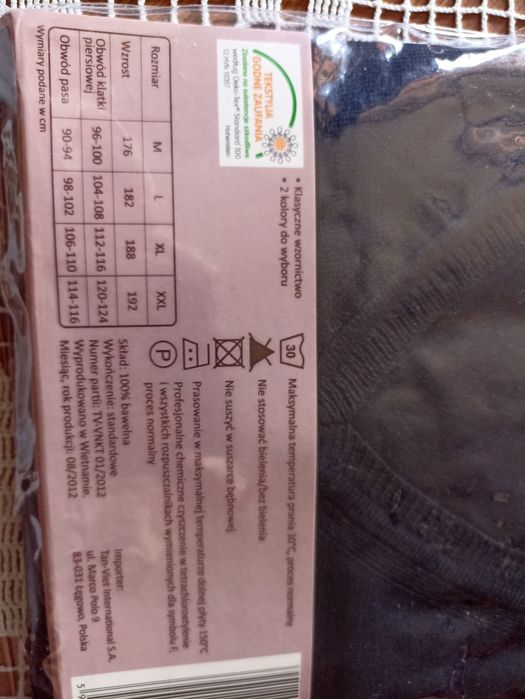 TEKSTYLIA
GODNE ZAUFANIA
Zbadano na substancje szkodliwe
według Oeko-Tex® Standard 100
Hohenstein
• Klasyczne wzornictwo
• 2 kolory do wyboru
Rozmiar M L XL XXL
Wzrost 176 182 188 192
Obwód klatki
piersiowej 96-100 104-108 112-116 120-124
Obwód pasa 90-94 98-102 106-110 114-116
Wymiary podane w cm
30 Maksymalna temperatura prania 30°C, proces normalny
Nie stosować bielenia/bez bielenia
Nie suszyć w suszarce bębnowej
Prasowanie w maksymalnej temperaturze dolnej płyty 150°C
P Profesjonalne chemiczne czyszczenie w tetrachloroetylenie
i wszystkich rozpuszczalnikach wymienionych dla symbolu F,
proces normalny
Skład: 100% bawełna
Wykończenie: standardowe
Numer partii: TV-VNKT 01/2012
Wyprodukowano w Wietnamie.
Miesiąc, rok produkcji: 08/2012
Importer:
Tan-Viet International S.A.
ul. Marco Polo 9
83-031 Łęgowo, Polska